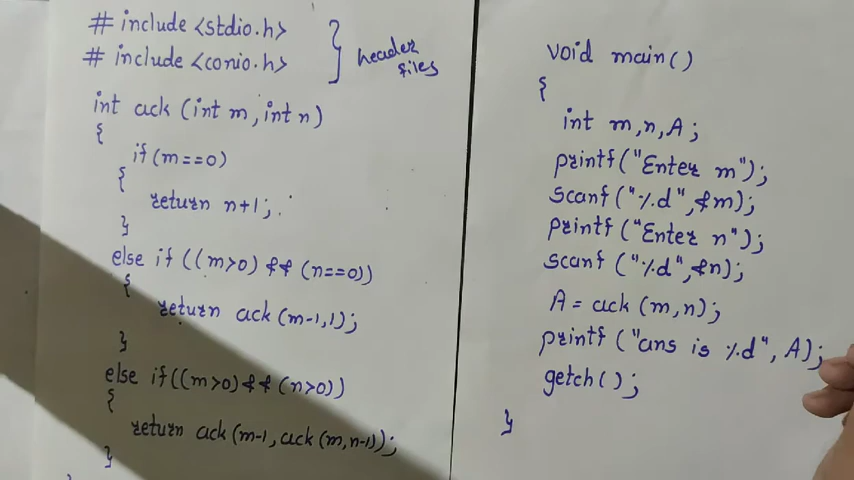 # include <stdio.h>
# include <conio.h>
header files
int ack (int m, int n)
{
if (m==0)
{
return n+1;
}
else if ((m>0) && (n==0))
{
return ack (m-1,1);
}
else if ((m>0) && (n>0))
{
return ack (m-1, ack (m, n-1));
}
}
void main()
{
int m,n,A;
printf ("Enter m");
scanf ("%d", &m);
printf ("Enter n");
scanf ("%d", &n);
A = ack (m,n);
printf ("ans is %d", A);
getch();
}